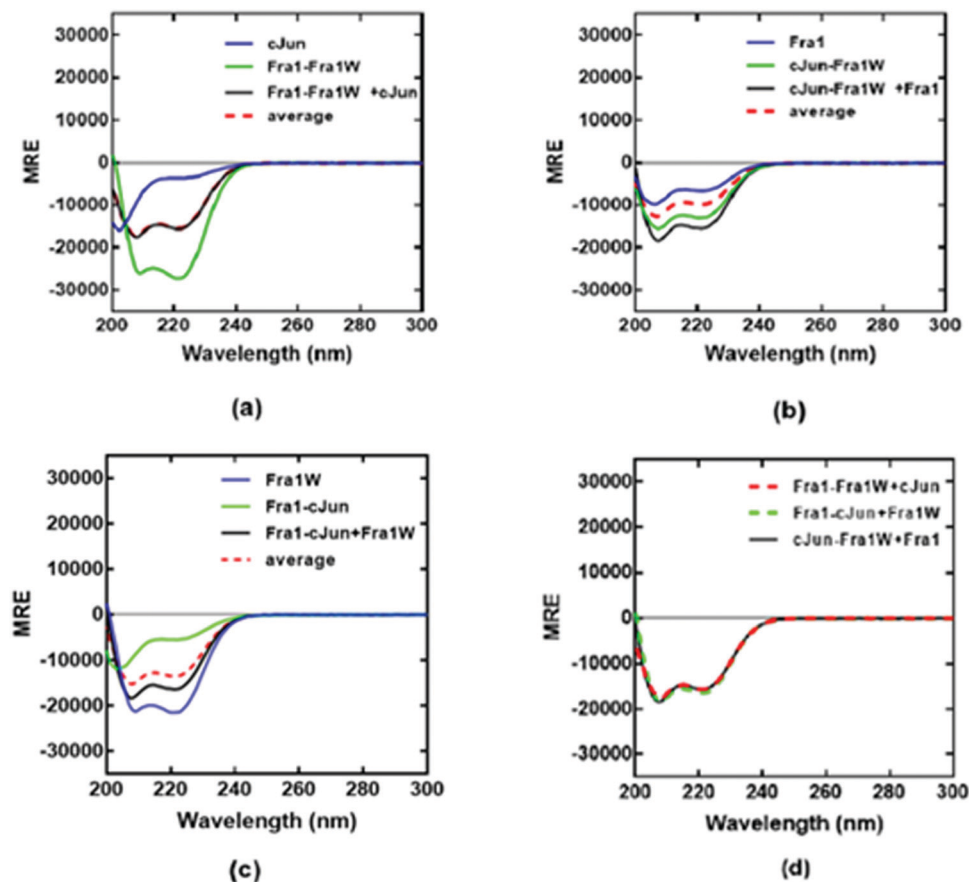 30000
20000
10000
0
-10000
-20000
-30000
MRE
cJun
Fra1-Fra1W
Fra1-Fra1W +cJun
average
200 220 240 260 280 300
Wavelength (nm)
(a)
30000
20000
10000
0
-10000
-20000
-30000
MRE
Fra1
cJun-Fra1W
cJun-Fra1W +Fra1
average
200 220 240 260 280 300
Wavelength (nm)
(b)
30000
20000
10000
0
-10000
-20000
-30000
MRE
Fra1W
Fra1-cJun
Fra1-cJun+Fra1W
average
200 220 240 260 280 300
Wavelength (nm)
(c)
30000
20000
10000
0
-10000
-20000
-30000
MRE
Fra1-Fra1W+cJun
Fra1-cJun+Fra1W
cJun-Fra1W+Fra1
200 220 240 260 280 300
Wavelength (nm)
(d)